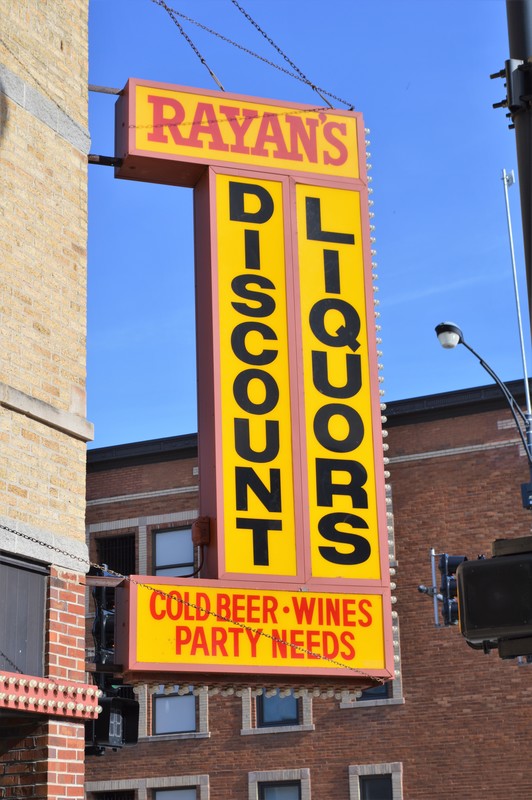 RAYAN'S
DISCOUNT
LIQUORS
COLD BEER · WINES
PARTY NEEDS